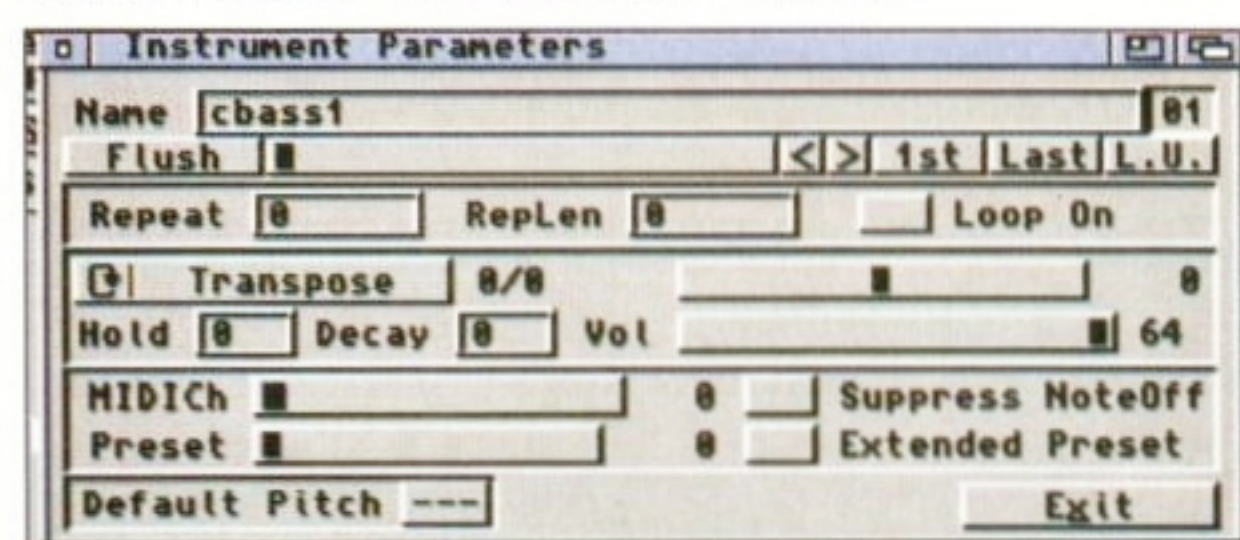 Instrument Parameters
Name cbass1 01
Flush < > 1st Last L.U.
Repeat 0 RepLen 0 Loop On
Transpose 0/0 0
Hold 0 Decay 0 Vol 64
MIDICh 0 Suppress NoteOff
Preset 0 Extended Preset
Default Pitch --- Exit